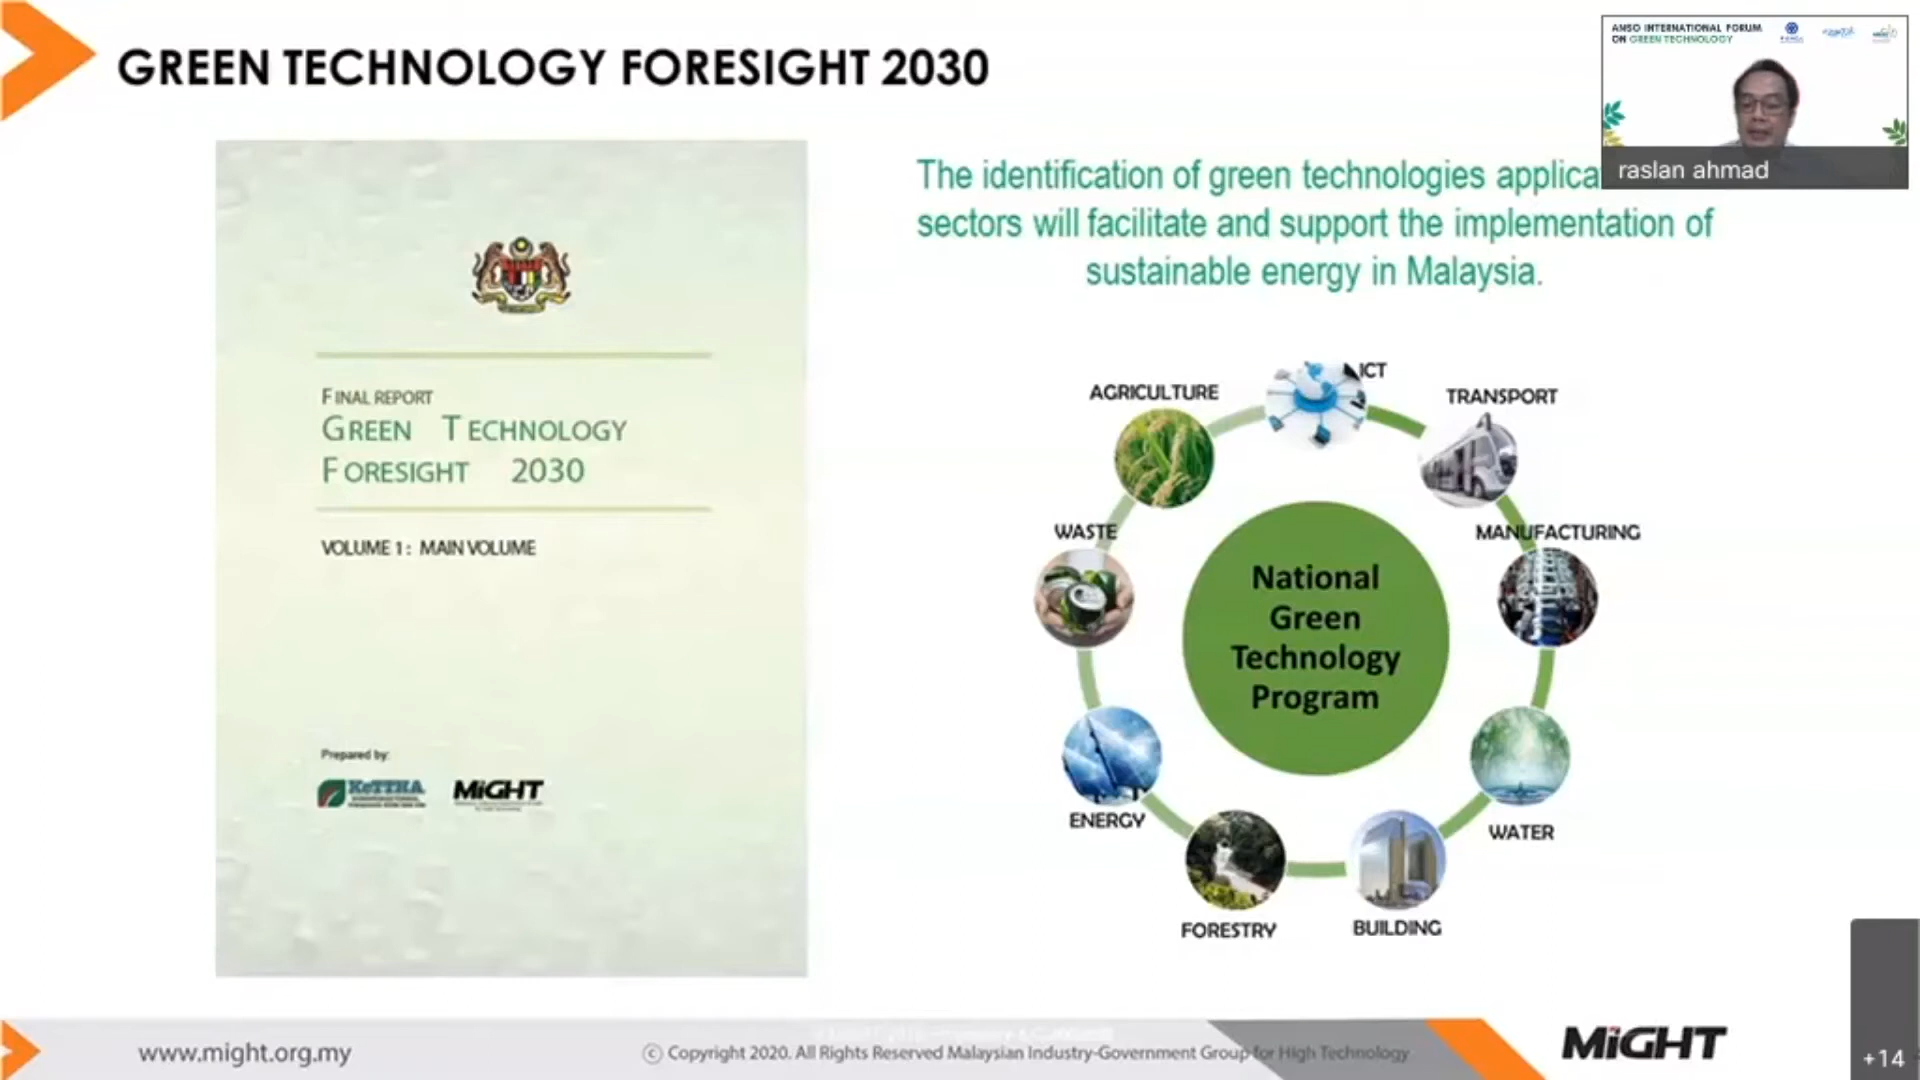 GREEN TECHNOLOGY FORESIGHT 2030
ANSO INTERNATIONAL FORUM
ON GREEN TECHNOLOGY
raslan ahmad
FINAL REPORT
GREEN TECHNOLOGY
FORESIGHT 2030
VOLUME 1: MAIN VOLUME
Prepared by:
KeTTHA MiGHT
The identification of green technologies applica
sectors will facilitate and support the implementation of
sustainable energy in Malaysia.
ICT
AGRICULTURE
TRANSPORT
WASTE
MANUFACTURING
National
Green
Technology
Program
ENERGY
WATER
FORESTRY
BUILDING
www.might.org.my
© Copyright 2020. All Rights Reserved Malaysian Industry-Government Group for High Technology
MiGHT
+14